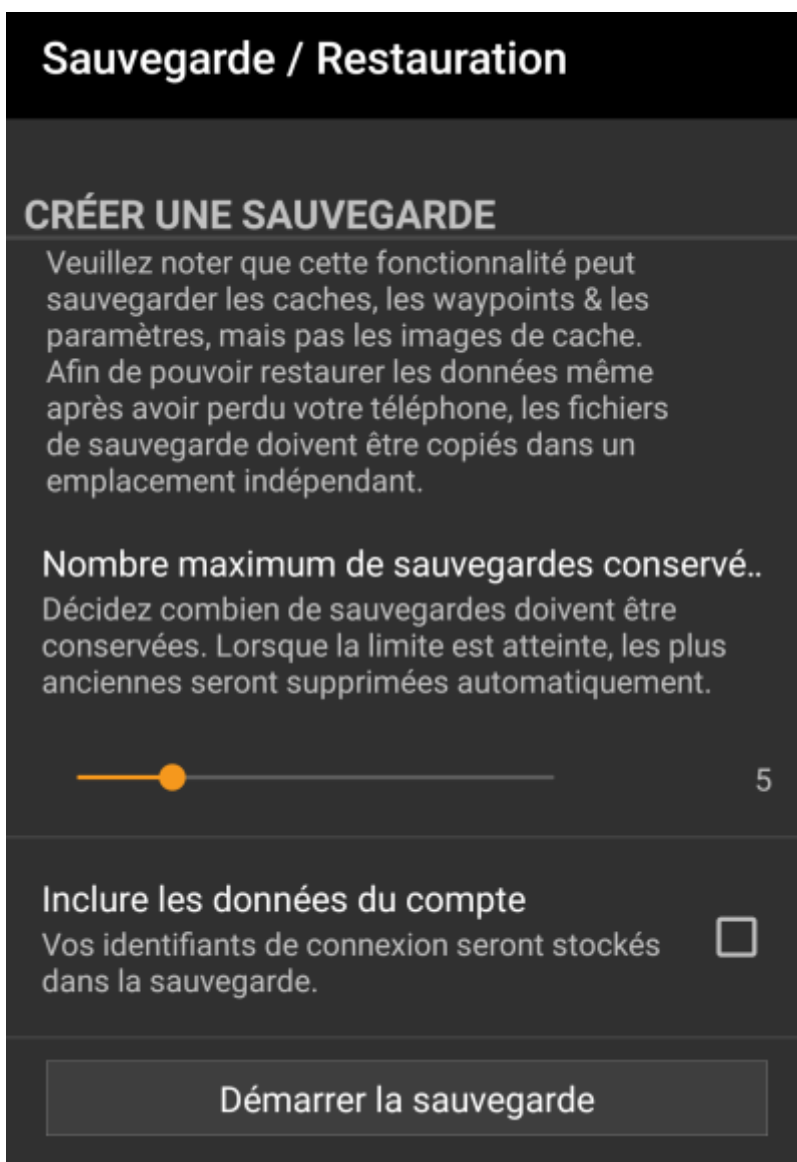 Sauvegarde / Restauration
CRÉER UNE SAUVEGARDE
Veuillez noter que cette fonctionnalité peut
sauvegarder les caches, les waypoints & les
paramètres, mais pas les images de cache.
Afin de pouvoir restaurer les données même
après avoir perdu votre téléphone, les fichiers
de sauvegarde doivent être copiés dans un
emplacement indépendant.
Nombre maximum de sauvegardes conservé..
Décidez combien de sauvegardes doivent être
conservées. Lorsque la limite est atteinte, les plus
anciennes seront supprimées automatiquement.
5
Inclure les données du compte
Vos identifiants de connexion seront stockés
dans la sauvegarde.
Démarrer la sauvegarde